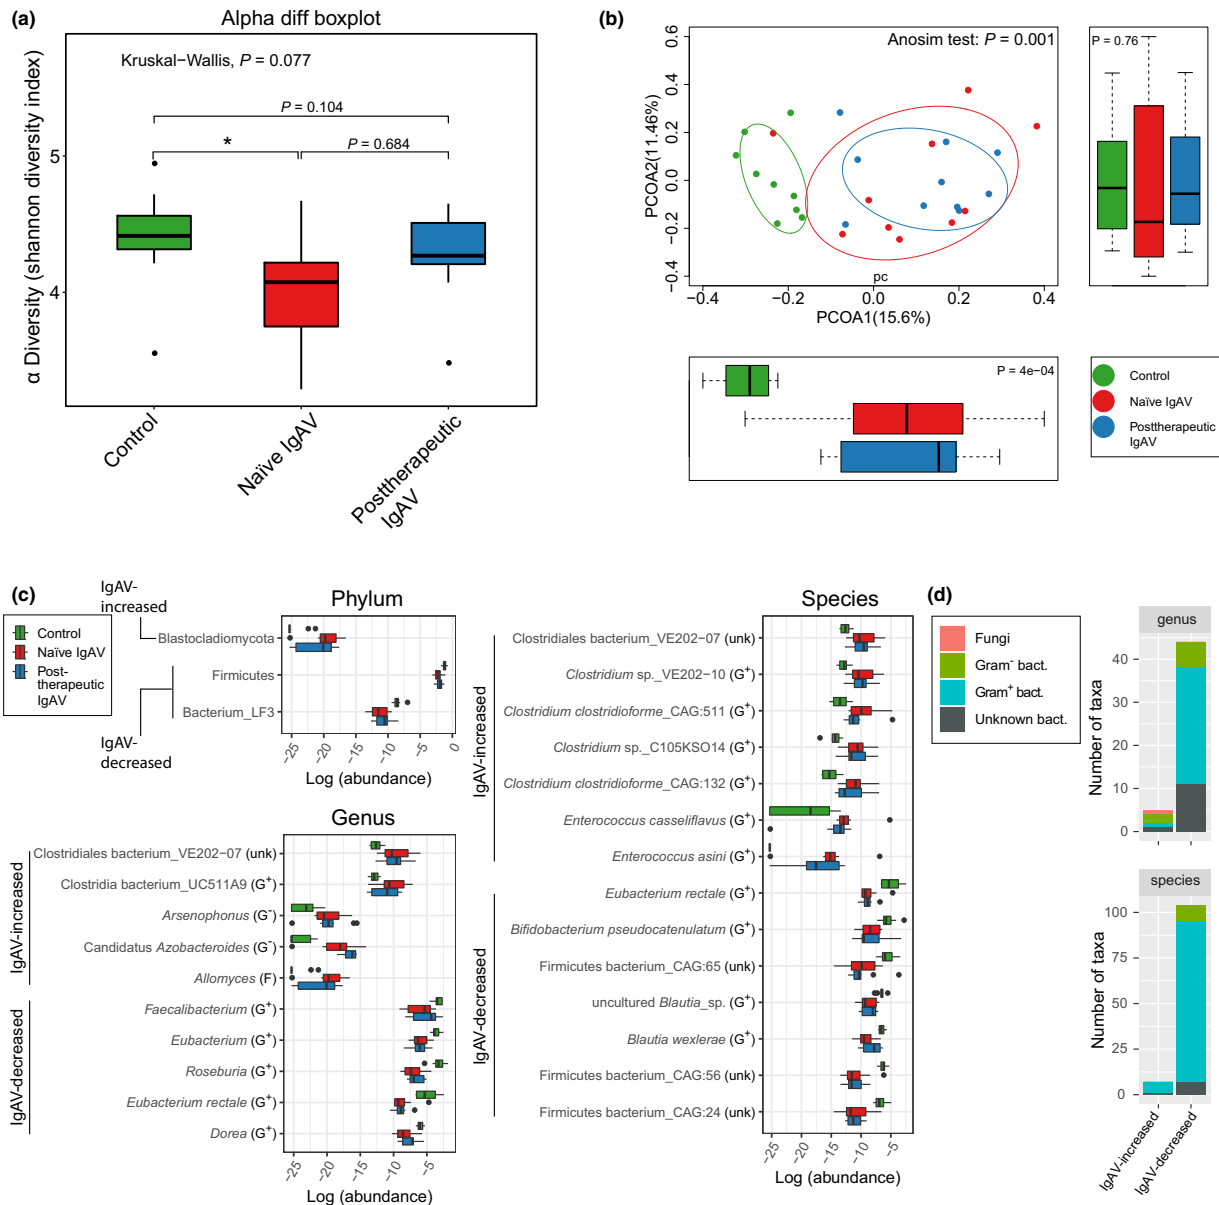 (a)
Alpha diff boxplot
Kruskal–Wallis, P = 0.077
P = 0.104
*
P = 0.684
α Diversity (shannon diversity index)
5
4
Control
Naïve IgAV
Posttherapeutic
IgAV
(b)
Anosim test: P = 0.001
PCOA2(11.46%)
0.6
0.4
0.2
0.0
−0.2
−0.4
pc
−0.4
−0.2
0.0
0.2
0.4
PCOA1(15.6%)
P = 0.76
P = 4e−04
Control
Naïve IgAV
Posttherapeutic
IgAV
(c)
IgAV-
increased
Control
Naïve IgAV
Post-
therapeutic
IgAV
IgAV-
decreased
Phylum
Blastocladiomycota
Firmicutes
Bacterium_LF3
−25
−20
−15
−10
−5
0
Log (abundance)
Genus
IgAV-increased
Clostridiales bacterium_VE202-07 (unk)
Clostridia bacterium_UC511A9 (G+)
Arsenophonus (G-)
Candidatus Azobacteroides (G-)
Allomyces (F)
IgAV-decreased
Faecalibacterium (G+)
Eubacterium (G+)
Roseburia (G+)
Eubacterium rectale (G+)
Dorea (G+)
−25
−20
−15
−10
−5
Log (abundance)
Species
IgAV-increased
Clostridiales bacterium_VE202-07 (unk)
Clostridium sp._VE202-10 (G+)
Clostridium clostridioforme_CAG:511 (G+)
Clostridium sp._C105KSO14 (G+)
Clostridium clostridioforme_CAG:132 (G+)
Enterococcus casseliflavus (G+)
Enterococcus asini (G+)
IgAV-decreased
Eubacterium rectale (G+)
Bifidobacterium pseudocatenulatum (G+)
Firmicutes bacterium_CAG:65 (unk)
uncultured Blautia_sp. (G+)
Blautia wexlerae (G+)
Firmicutes bacterium_CAG:56 (unk)
Firmicutes bacterium_CAG:24 (unk)
−25
−20
−15
−10
−5
Log (abundance)
(d)
Fungi
Gram- bact.
Gram+ bact.
Unknown bact.
genus
Number of taxa
40
30
20
10
0
species
Number of taxa
100
75
50
25
0
IgAV-increased
IgAV-decreased